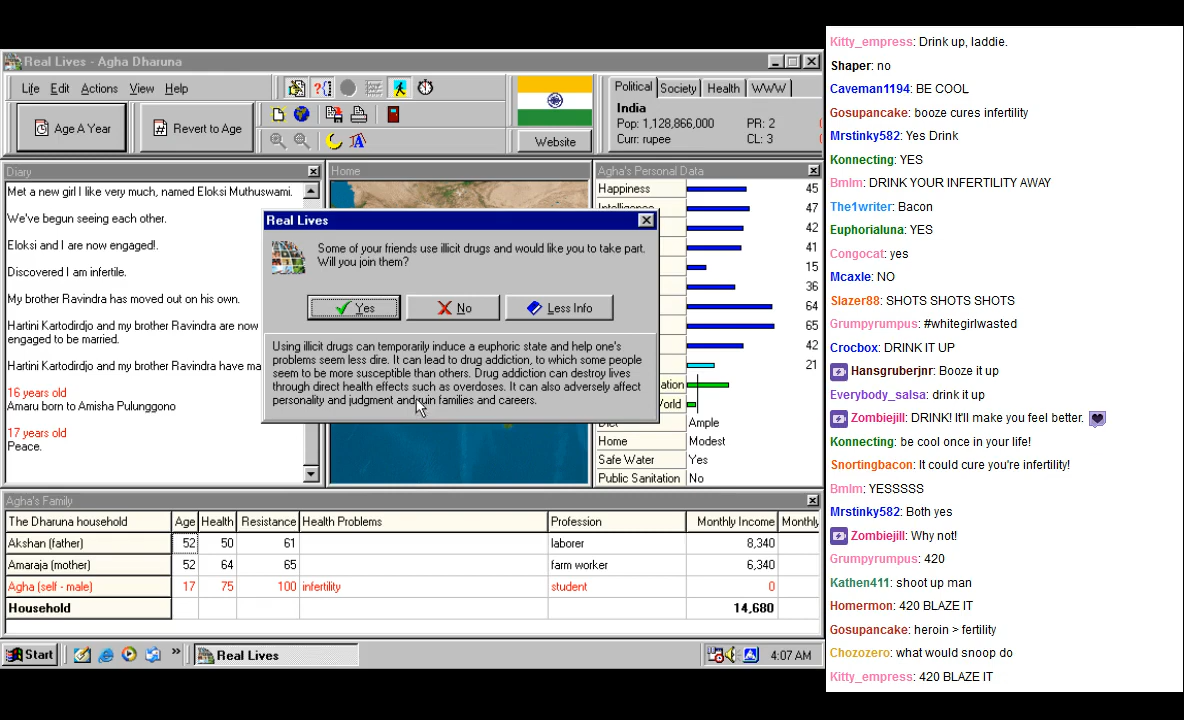 Real Lives - Agha Dharuna
Life Edit Actions View Help
Age A Year
Revert to Age
Website
Political Society Health WWW
India
Pop: 1,128,866,000 PR: 2
Curr: rupee CL: 3
Diary
Met a new girl I like very much, named Eloksi Muthuswami.
We've begun seeing each other.
Eloksi and I are now engaged!.
Discovered I am infertile.
My brother Ravindra has moved out on his own.
Hartini Kartodirdjo and my brother Ravindra are now
engaged to be married.
Hartini Kartodirdjo and my brother Ravindra have ma
16 years old
Amaru born to Amisha Pulunggono
17 years old
Peace.
Home
Real Lives
Some of your friends use illicit drugs and would like you to take part.
Will you join them?
Yes
No
Less Info
Using illicit drugs can temporarily induce a euphoric state and help one's
problems seem less dire. It can lead to drug addiction, to which some people
seem to be more susceptible than others. Drug addiction can destroy lives
through direct health effects such as overdoses. It can also adversely affect
personality and judgment and ruin families and careers.
Agha's Personal Data
Happiness 45
Intelligence 47
42
41
15
36
64
65
42
21
ation
World
Diet Ample
Home Modest
Safe Water Yes
Public Sanitation No
Agha's Family
The Dharuna household Age Health Resistance Health Problems Profession Monthly Income Monthly
Akshan (father) 52 50 61 laborer 8,340
Amaraja (mother) 52 64 65 farm worker 6,340
Agha (self - male) 17 75 100 infertility student 0
Household 14,680
Start
Real Lives
4:07 AM
Kitty_empress: Drink up, laddie.
Shaper: no
Caveman1194: BE COOL
Gosupancake: booze cures infertility
Mrstinky582: Yes Drink
Konnecting: YES
Bmlm: DRINK YOUR INFERTILITY AWAY
The1writer: Bacon
Euphorialuna: YES
Congocat: yes
Mcaxle: NO
Slazer88: SHOTS SHOTS SHOTS
Grumpyrumpus: #whitegirlwasted
Crocbox: DRINK IT UP
Hansgruberjnr: Booze it up
Everybody_salsa: drink it up
Zombiejill: DRINK! It'll make you feel better.
Konnecting: be cool once in your life!
Snortingbacon: It could cure you're infertility!
Bmlm: YESSSSS
Mrstinky582: Both yes
Zombiejill: Why not!
Grumpyrumpus: 420
Kathen411: shoot up man
Homermon: 420 BLAZE IT
Gosupancake: heroin > fertility
Chozozero: what would snoop do
Kitty_empress: 420 BLAZE IT